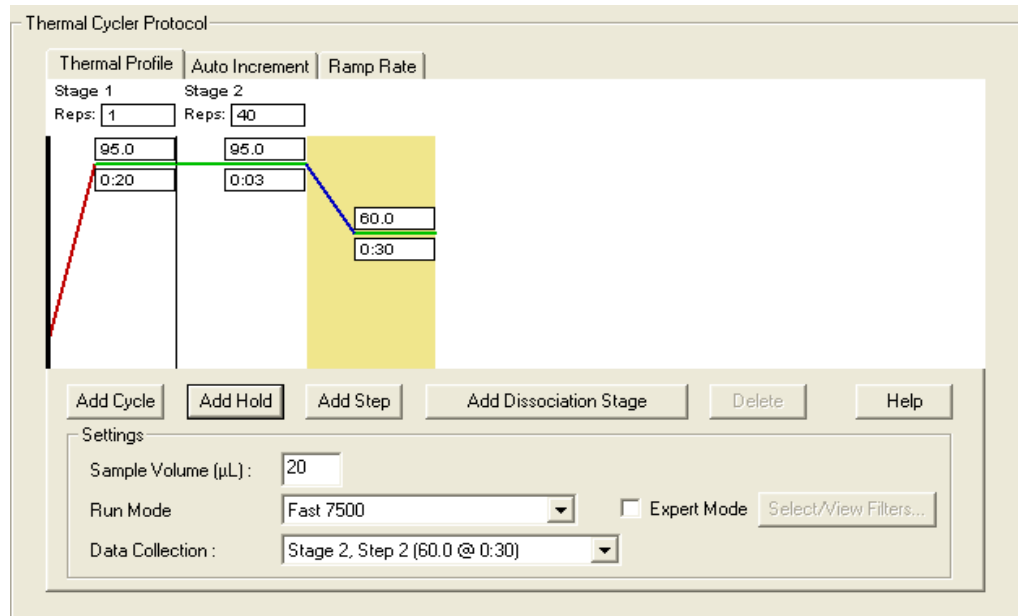 Thermal Cycler Protocol
Thermal Profile Auto Increment Ramp Rate
Stage 1 Stage 2
Reps: 1 Reps: 40
95.0 95.0
0:20 0:03
60.0
0:30
Add Cycle Add Hold Add Step Add Dissociation Stage Delete Help
Settings
Sample Volume (µL) : 20
Run Mode Fast 7500 Expert Mode Select/View Filters...
Data Collection : Stage 2, Step 2 (60.0 @ 0:30)